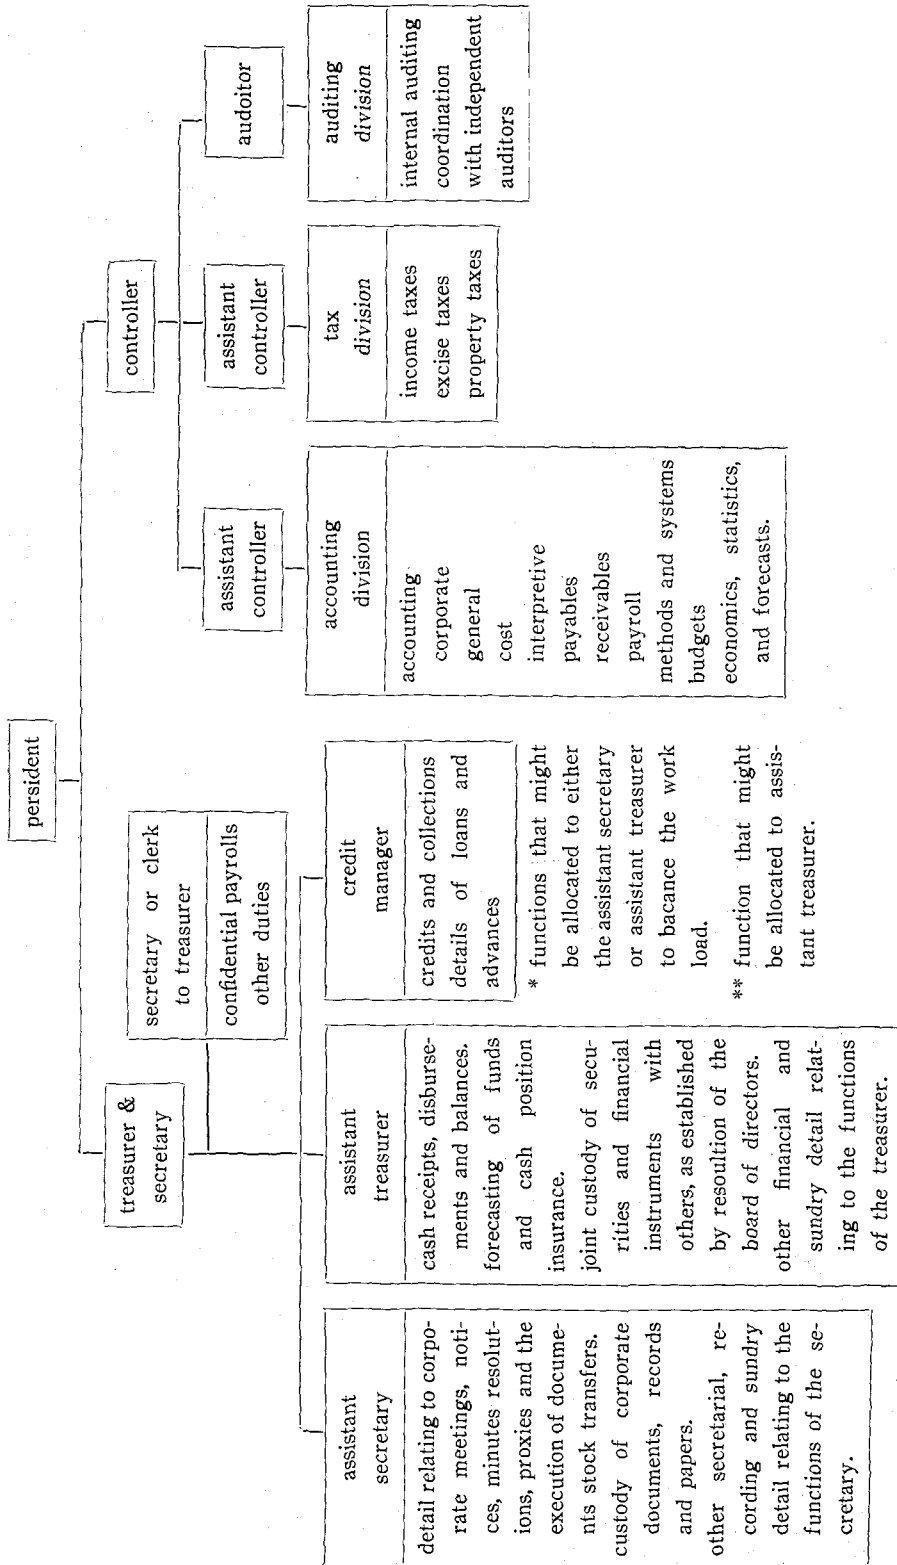 persident
treasurer &
secretary
controller
secretary or clerk
to treasurer
confidential payrolls
other duties
assistant
secretary
detail relating to corpo-
rate meetings, noti-
ces, minutes resolut-
ions, proxies and the
execution of docume-
nts stock transfers.
custody of corporate
documents, records
and papers.
other secretarial, re-
cording and sundry
detail relating to the
functions of the se-
cretary.
assistant
treasurer
cash receipts, disburse-
ments and balances.
forecasting of funds
and cash position
insurance.
joint custody of secu-
rities and financial
instruments with
others, as established
by resoultion of the
board of directors.
other financial and
sundry detail relat-
ing to the functions
of the treasurer.
credit
manager
credits and collections
details of loans and
advances
* functions that might
be allocated to either
the assistant secretary
or assistant treasurer
to bacance the work
load.
** function that might
be allocated to assis-
tant treasurer.
assistant
controller
accounting
division
accounting
corporate
general
cost
interpretive
payables
receivables
payroll
methods and systems
budgets
economics, statistics,
and forecasts.
assistant
controller
tax
division
income taxes
excise taxes
property taxes
audoitor
auditing
division
internal auditing
coordination
with independent
auditors